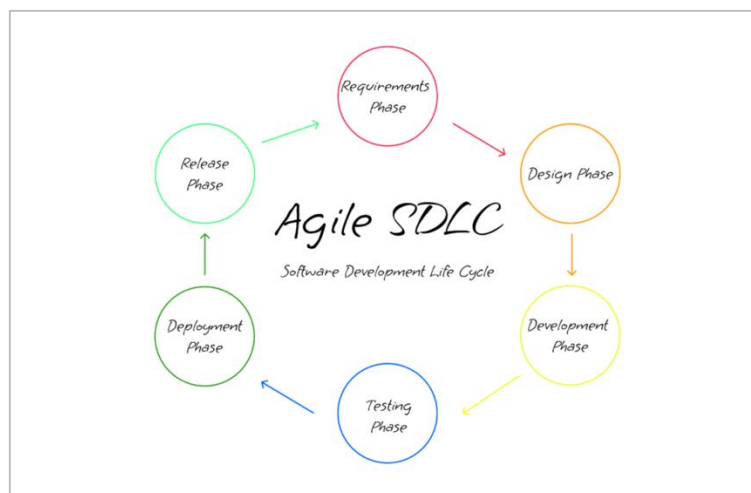 Requirements
Phase
Release
Phase
Design Phase
Agile SDLC
Software Development Life Cycle
Deployment
Phase
Development
Phase
Testing
Phase